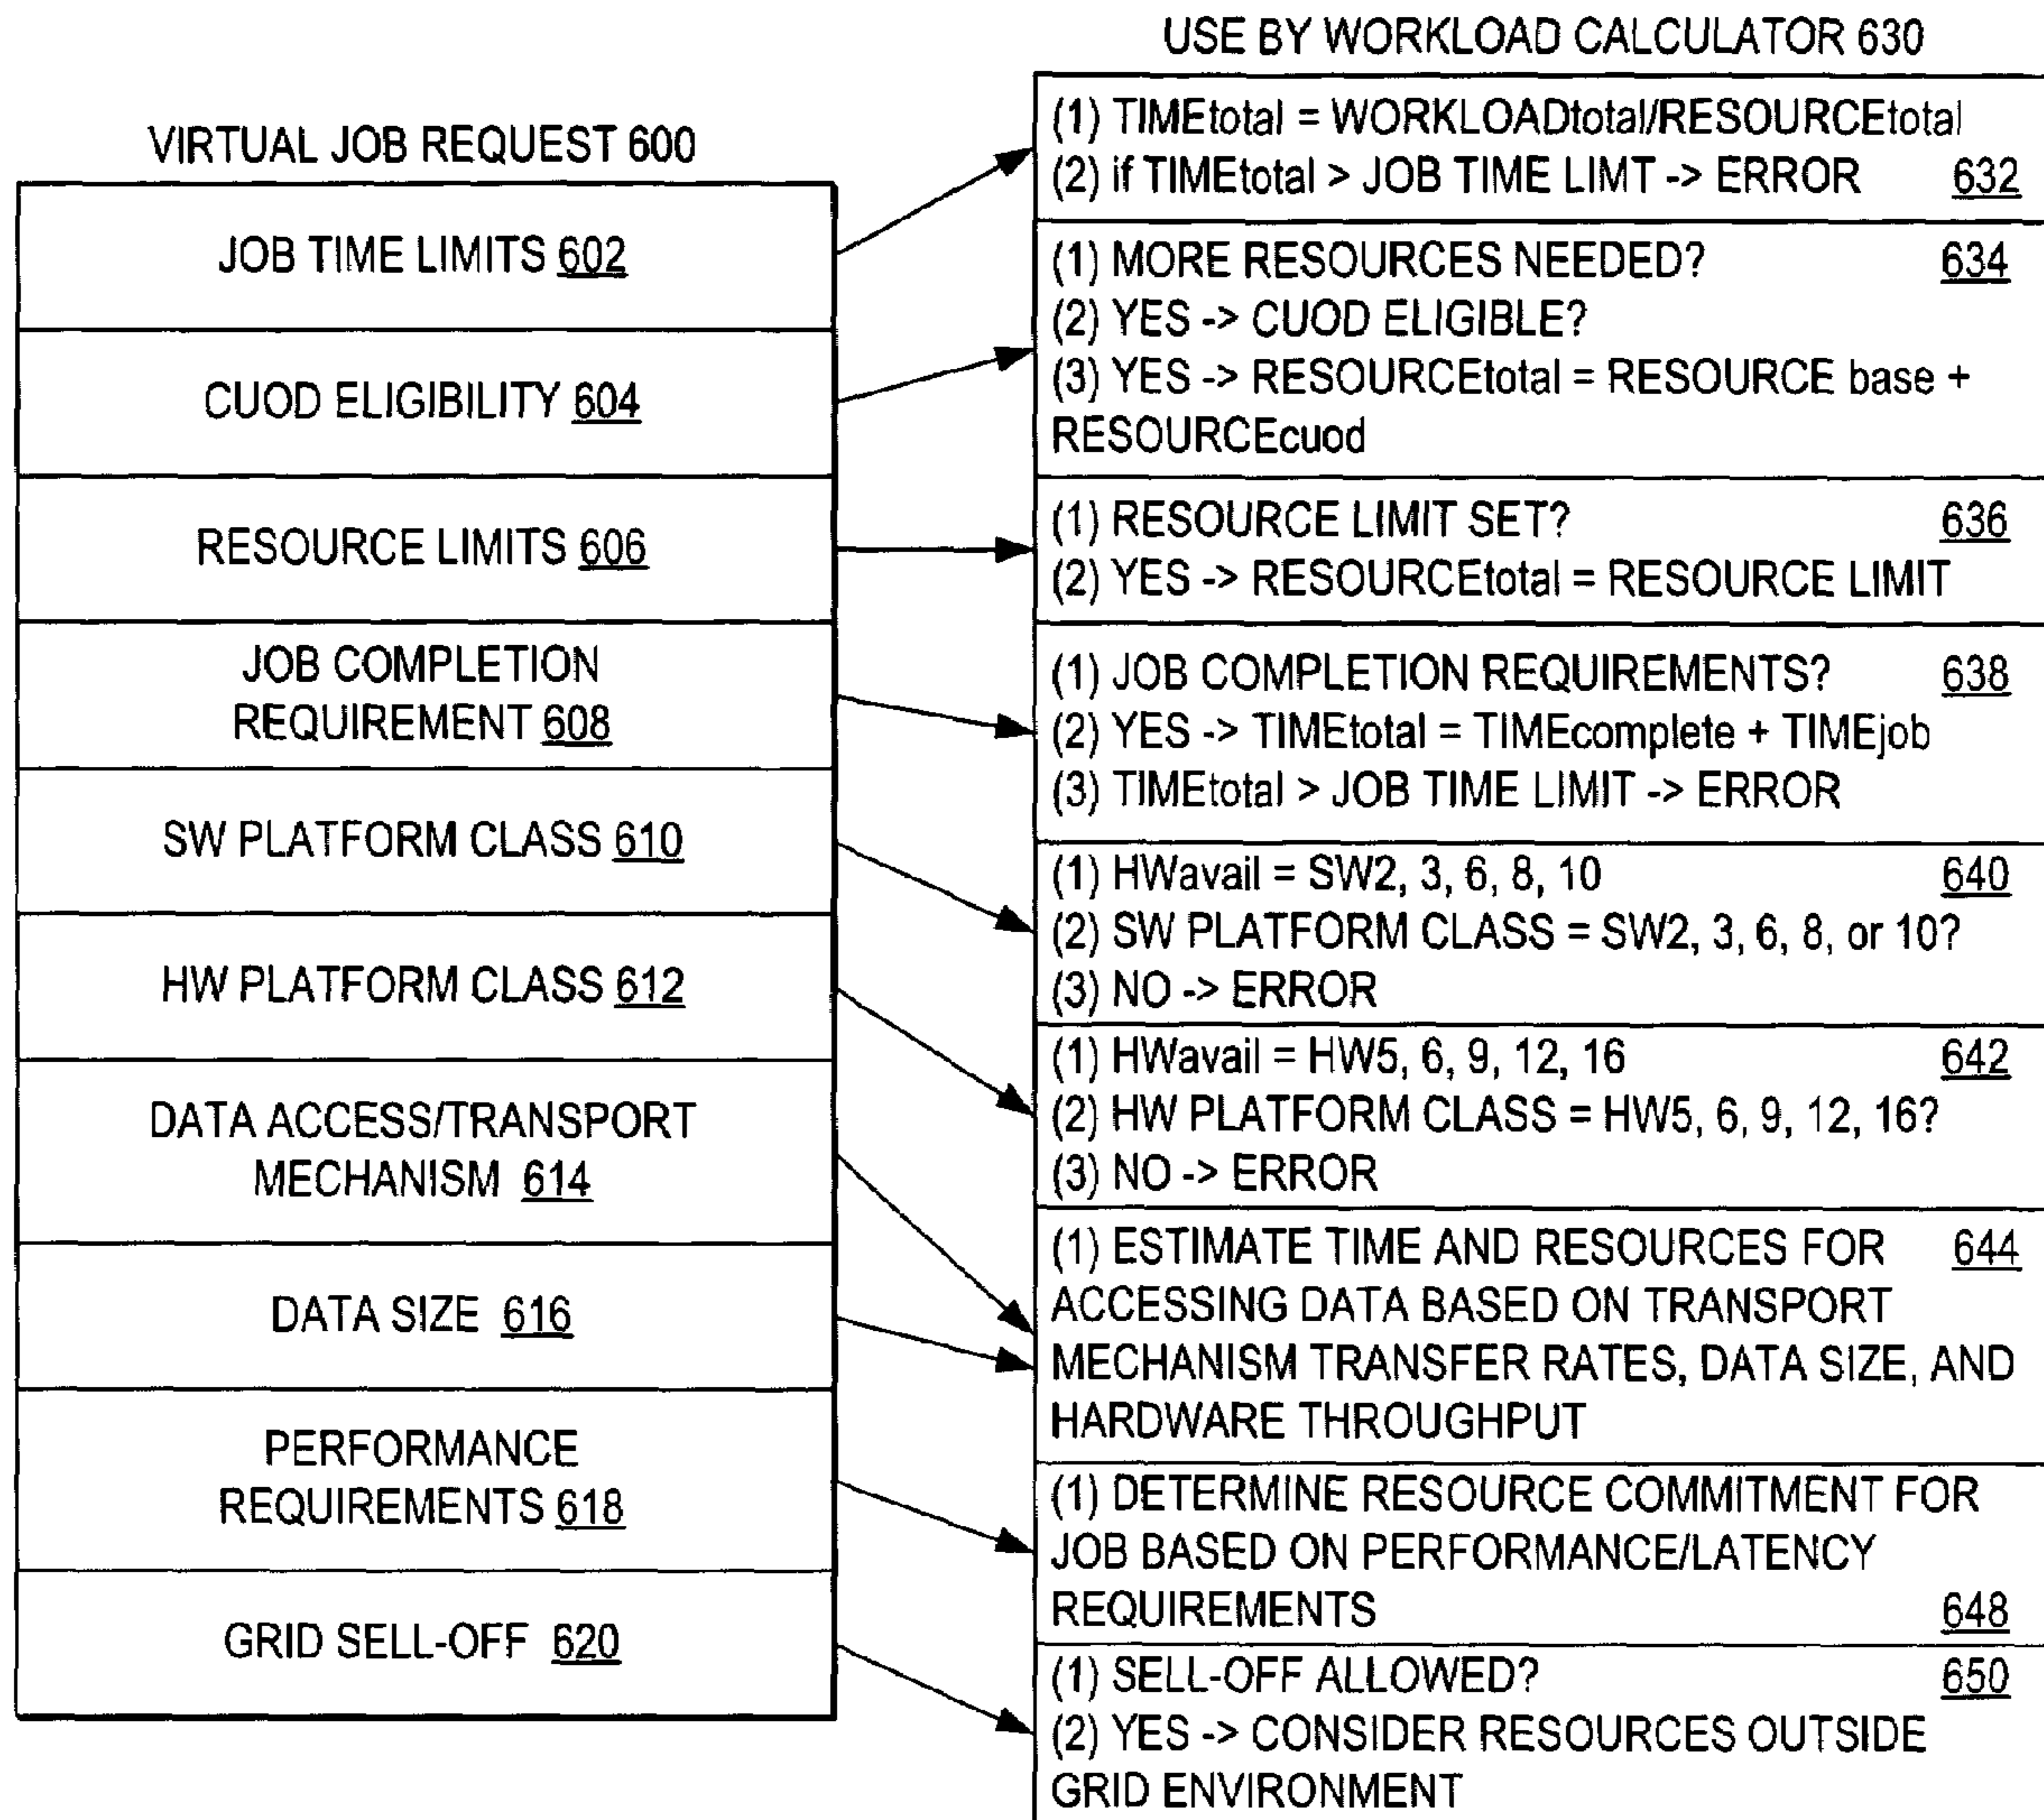 VIRTUAL JOB REQUEST 600
JOB TIME LIMITS 602
CUOD ELIGIBILITY 604
RESOURCE LIMITS 606
JOB COMPLETION
REQUIREMENT 608
SW PLATFORM CLASS 610
HW PLATFORM CLASS 612
DATA ACCESS/TRANSPORT
MECHANISM 614
DATA SIZE 616
PERFORMANCE
REQUIREMENTS 618
GRID SELL-OFF 620
USE BY WORKLOAD CALCULATOR 630
(1) TIMEtotal = WORKLOADtotal/RESOURCEtotal
(2) if TIMEtotal > JOB TIME LIMT -> ERROR 632
(1) MORE RESOURCES NEEDED? 634
(2) YES -> CUOD ELIGIBLE?
(3) YES -> RESOURCEtotal = RESOURCE base +
RESOURCEcuod
(1) RESOURCE LIMIT SET? 636
(2) YES -> RESOURCEtotal = RESOURCE LIMIT
(1) JOB COMPLETION REQUIREMENTS? 638
(2) YES -> TIMEtotal = TIMEcomplete + TIMEjob
(3) TIMEtotal > JOB TIME LIMIT -> ERROR
(1) HWavail = SW2, 3, 6, 8, 10 640
(2) SW PLATFORM CLASS = SW2, 3, 6, 8, or 10?
(3) NO -> ERROR
(1) HWavail = HW5, 6, 9, 12, 16 642
(2) HW PLATFORM CLASS = HW5, 6, 9, 12, 16?
(3) NO -> ERROR
(1) ESTIMATE TIME AND RESOURCES FOR 644
ACCESSING DATA BASED ON TRANSPORT
MECHANISM TRANSFER RATES, DATA SIZE, AND
HARDWARE THROUGHPUT
(1) DETERMINE RESOURCE COMMITMENT FOR
JOB BASED ON PERFORMANCE/LATENCY
REQUIREMENTS 648
(1) SELL-OFF ALLOWED? 650
(2) YES -> CONSIDER RESOURCES OUTSIDE
GRID ENVIRONMENT